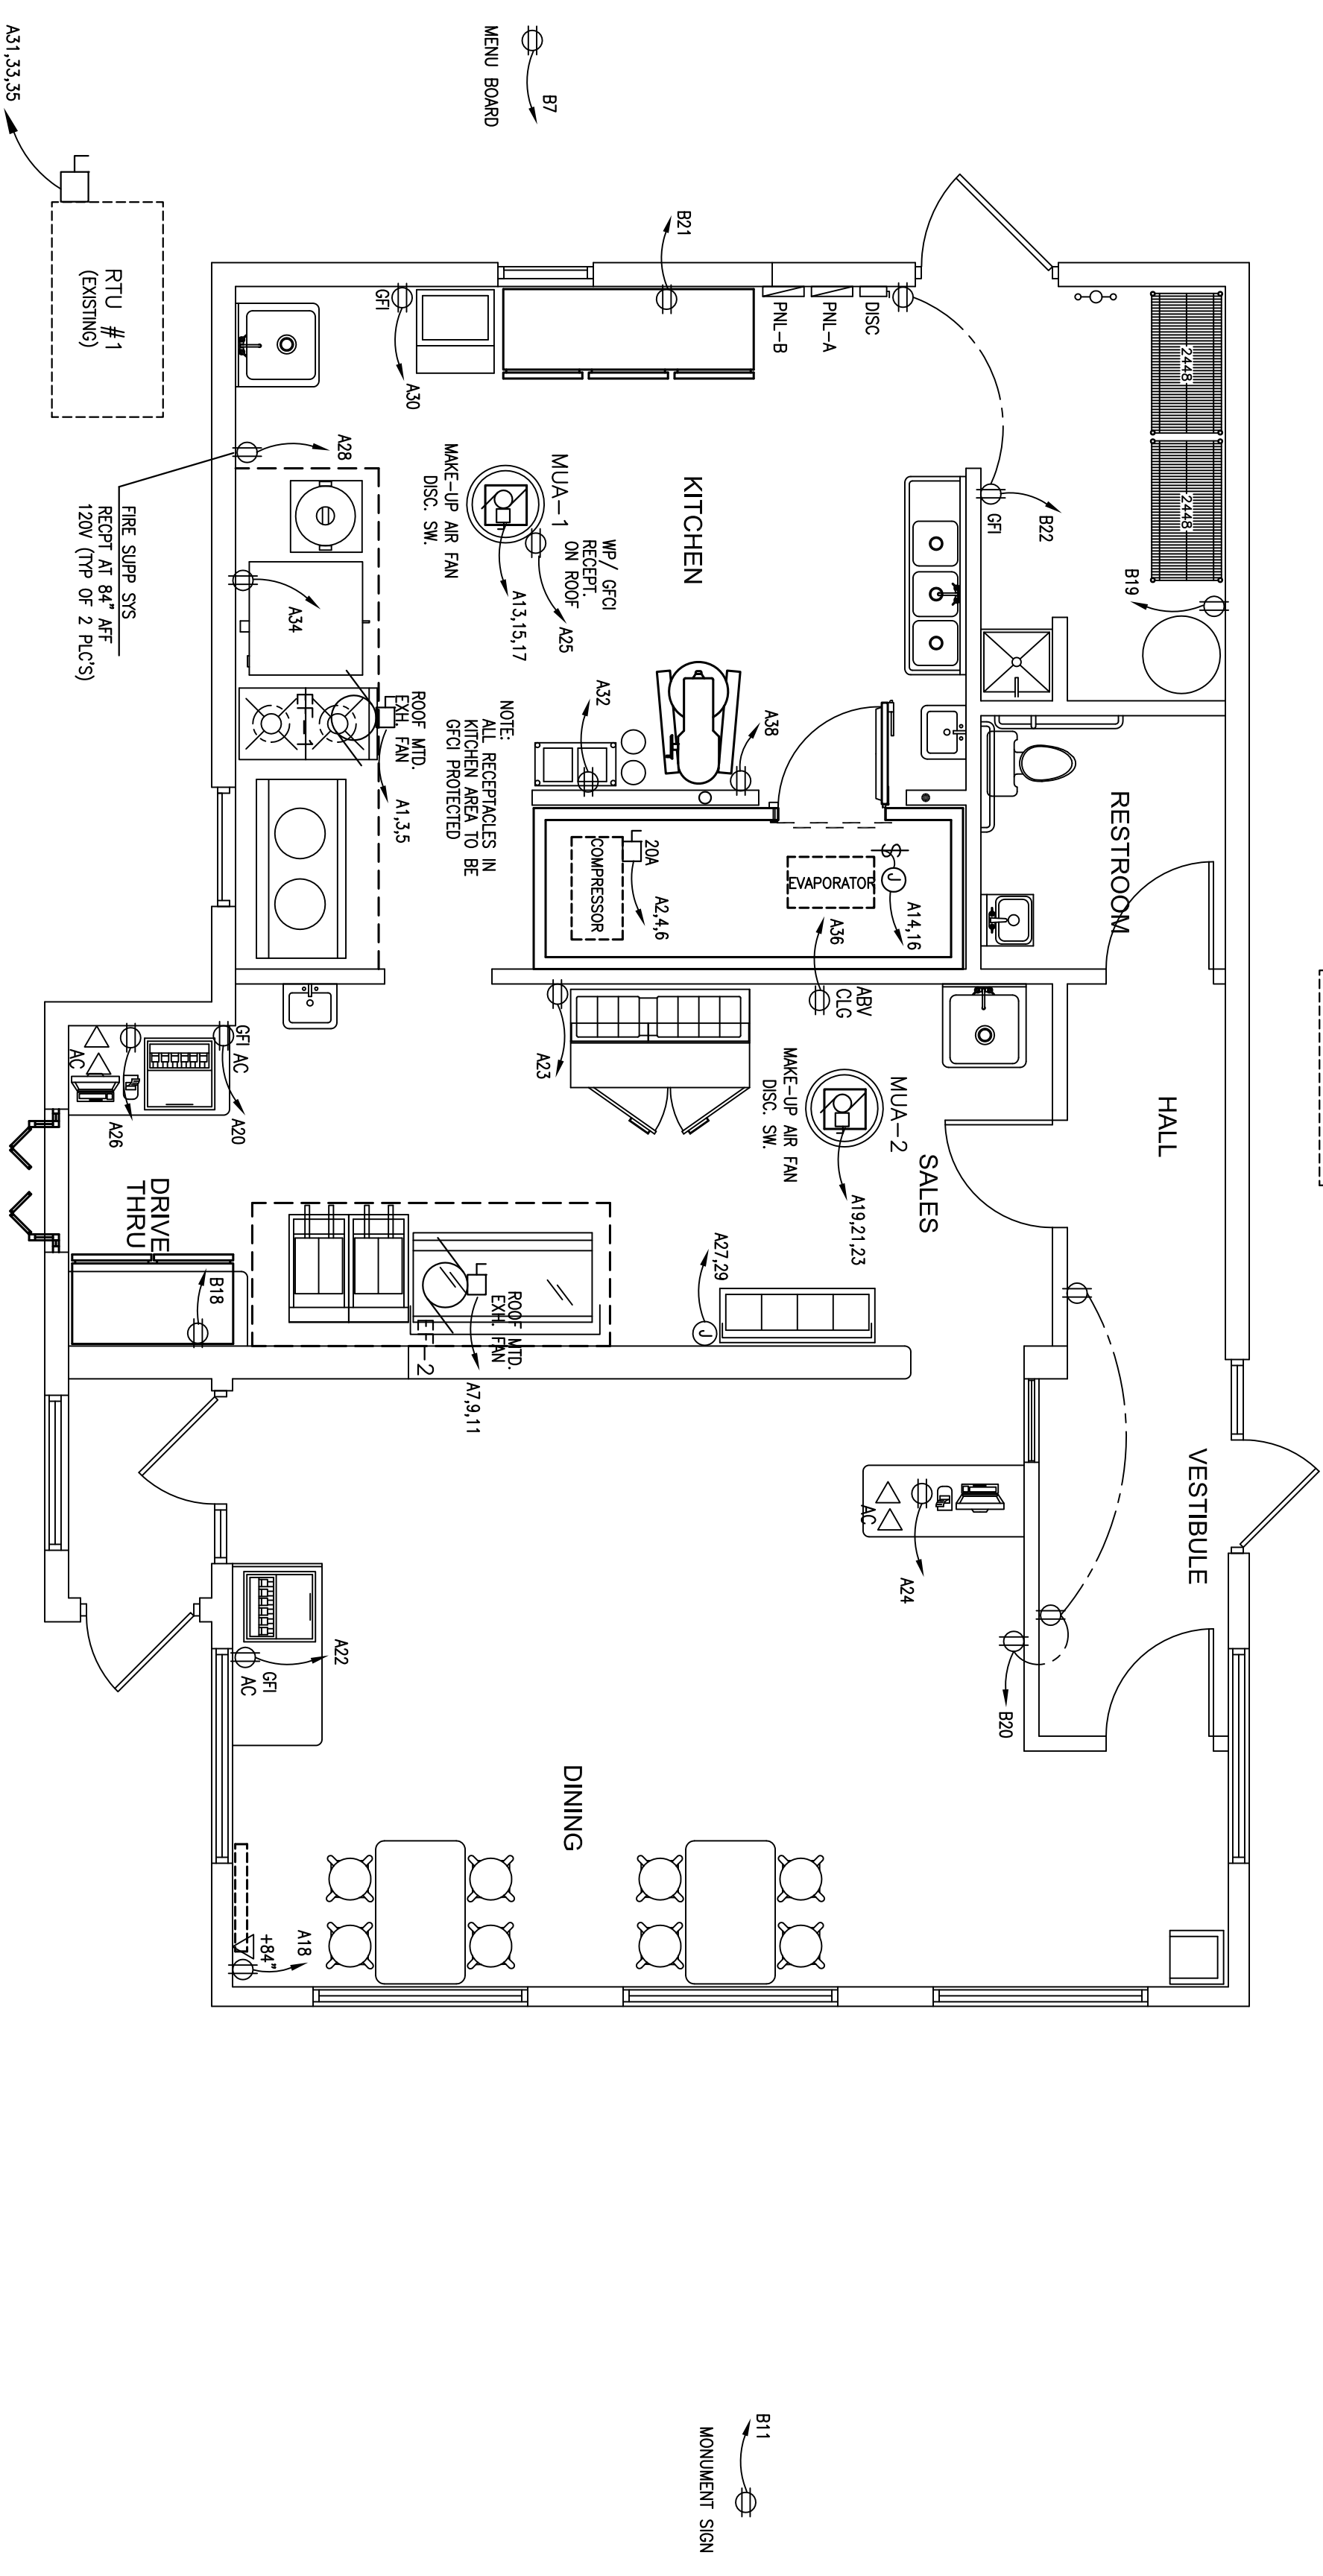 A31,33,35
RTU #1
(EXISTING)
MENU BOARD
B7
B21
PNL-B
PNL-A
DISC
GFI
A30
2448
2448
A28
FIRE SUPP SYS
RECPT AT 84" AFF
120V (TYP OF 2 PLC'S)
A34
MAKE-UP AIR FAN
DISC. SW.
MUA-1
WP/ GFCI
RECEPT.
ON ROOF
A13,15,17
A25
KITCHEN
GFI
B22
B19
ROOF MTD.
EXH. FAN
A1,3,5
NOTE:
ALL RECEPTACLES IN
KITCHEN AREA TO BE
GFCI PROTECTED
A32
A38
RESTROOM
20A
COMPRESSOR
A2,4,6
EVAPORATOR
S
J
A14,16
A36
ABV
CLG
GFI
AC
A20
AC
A26
A23
MAKE-UP AIR FAN
DISC. SW.
MUA-2
A19,21,23
SALES
HALL
DRIVE
THRU
B18
ROOF MTD.
EXH. FAN
EF-2
A7,9,11
A27,29
J
AC
A24
VESTIBULE
B20
A22
GFI
AC
DINING
+84"
A18
B11
MONUMENT SIGN